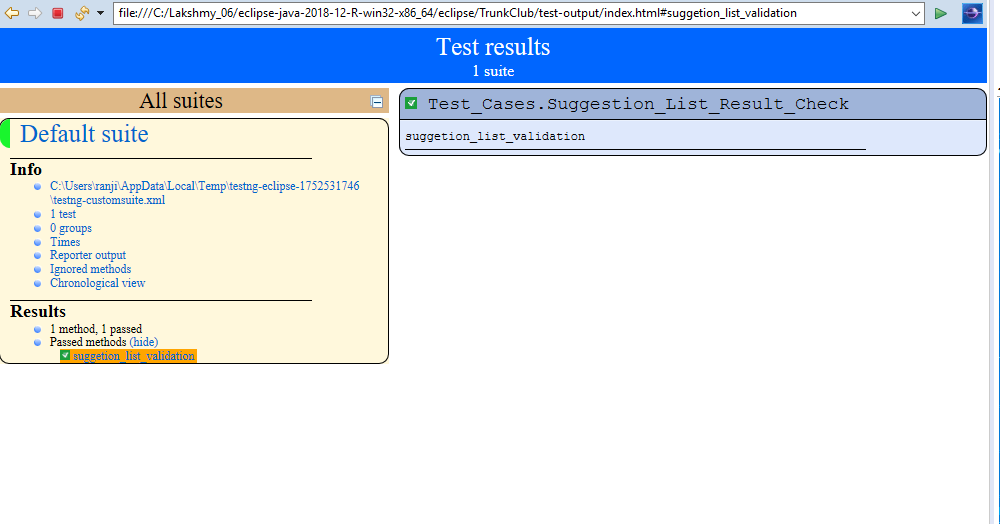 file:///C:/Lakshmy_06/eclipse-java-2018-12-R-win32-x86_64/eclipse/TrunkClub/test-output/index.html#suggetion_list_validation
Test results
1 suite
All suites
Default suite
Info
C:\Users\ranji\AppData\Local\Temp\testng-eclipse-1752531746
\testng-customsuite.xml
1 test
0 groups
Times
Reporter output
Ignored methods
Chronological view
Results
1 method, 1 passed
Passed methods (hide)
suggetion_list_validation
Test_Cases.Suggestion_List_Result_Check
suggetion_list_validation